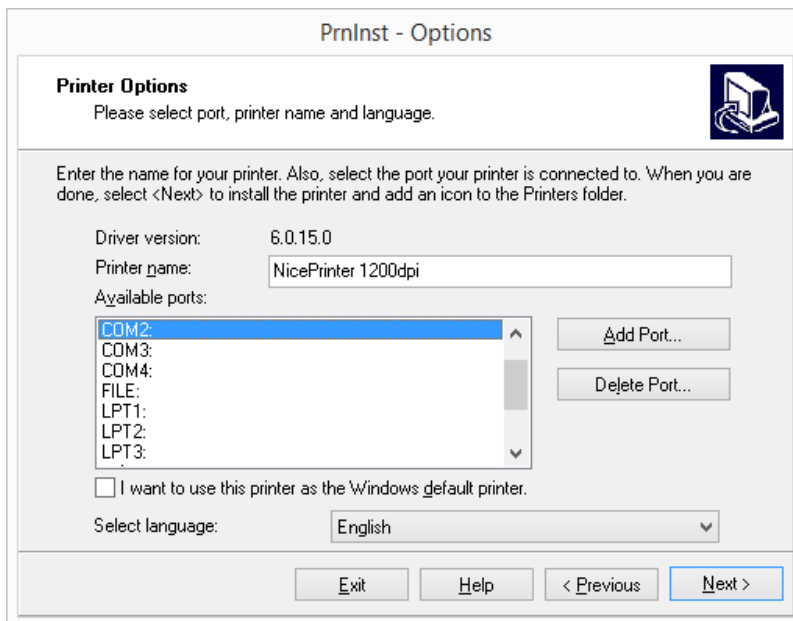 PrnInst - Options
Printer Options
Please select port, printer name and language.
Enter the name for your printer. Also, select the port your printer is connected to. When you are
done, select <Next> to install the printer and add an icon to the Printers folder.
Driver version: 6.0.15.0
Printer name: NicePrinter 1200dpi
Available ports:
COM2:
COM3:
COM4:
FILE:
LPT1:
LPT2:
LPT3:
Add Port...
Delete Port...
I want to use this printer as the Windows default printer.
Select language: English
Exit Help < Previous Next >